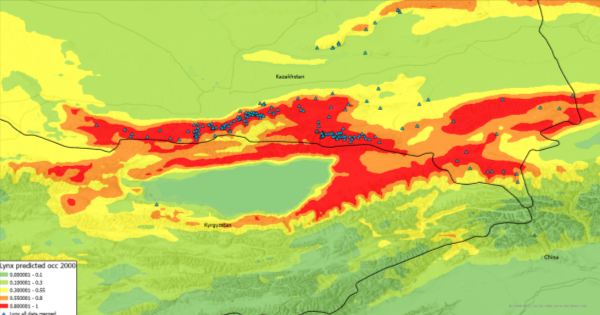 Kazakhstan
Kyrgyzstan
China
Lynx predicted occ 2000
0.000001 - 0.1
0.100001 - 0.3
0.300001 - 0.55
0.550001 - 0.8
0.800001 - 1
Lynx all data merged